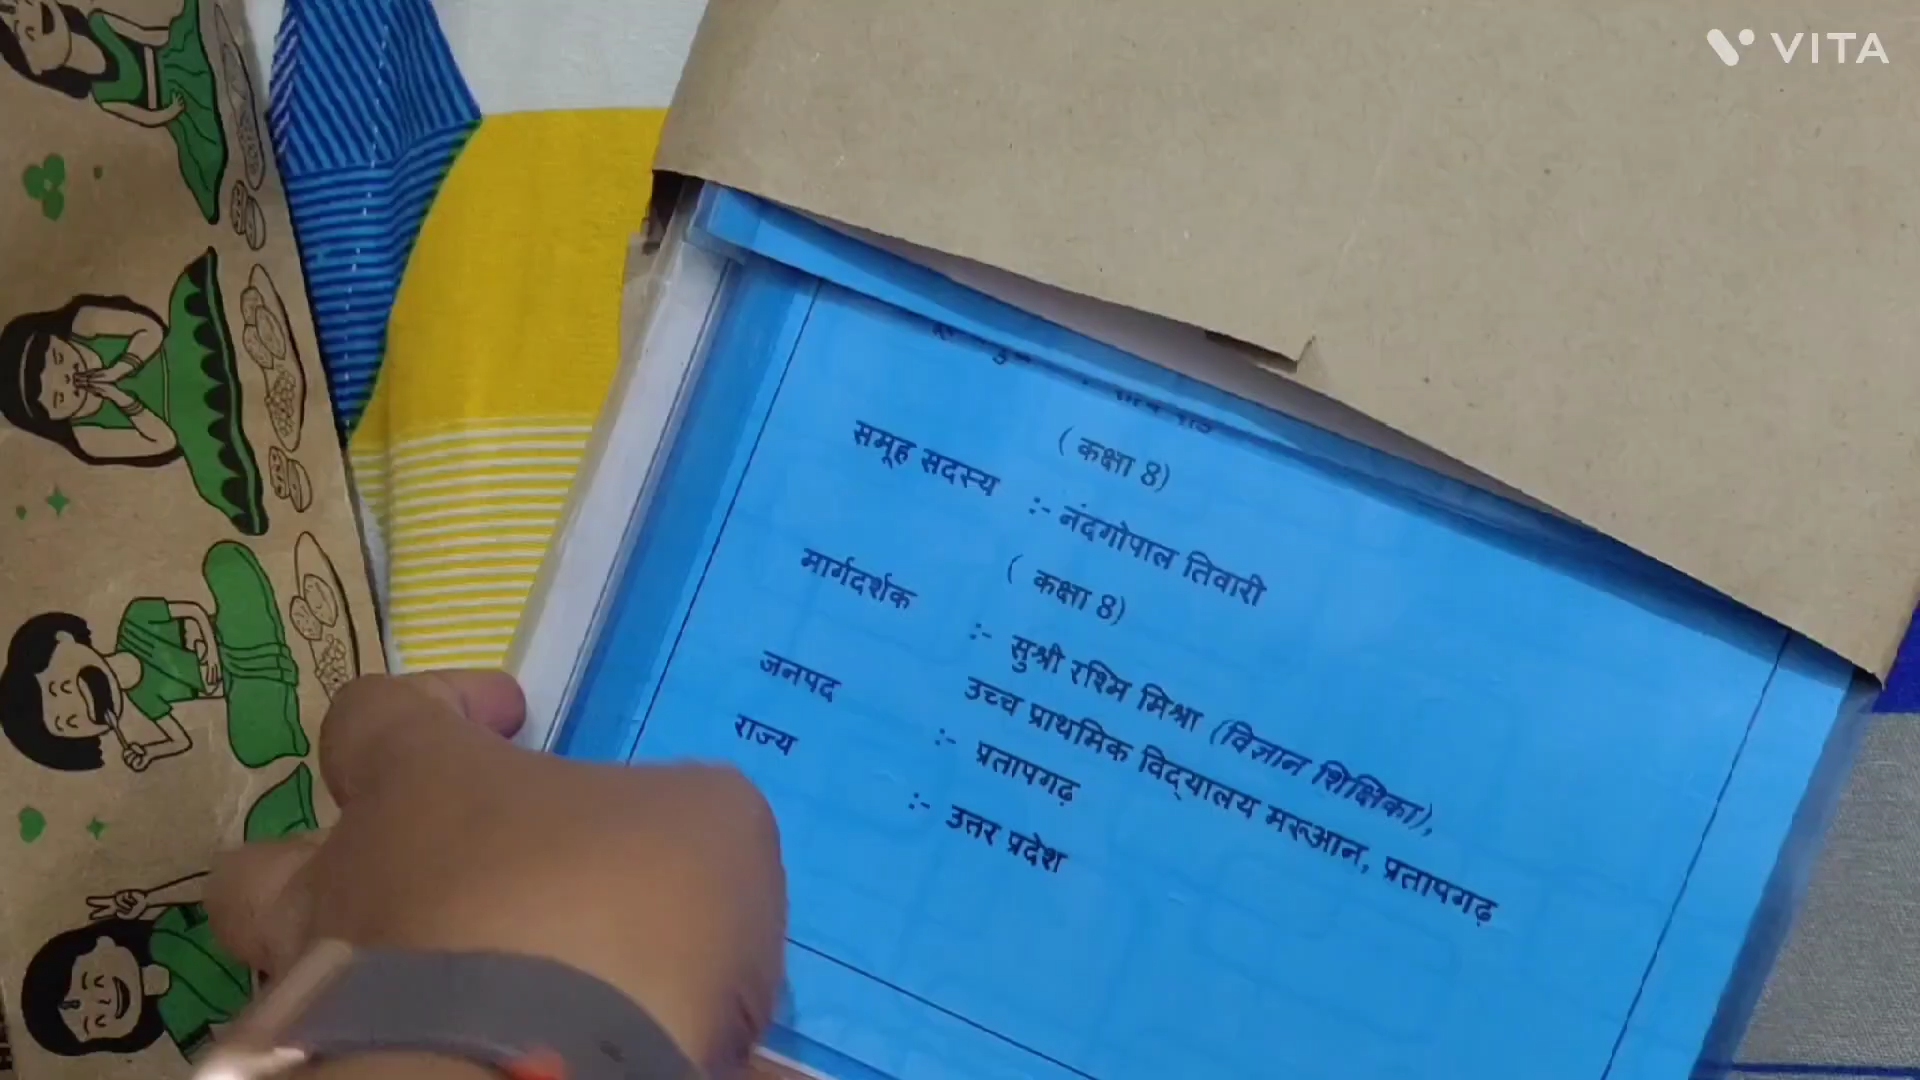 VITA
( कक्षा 8)
समूह सदस्य :- नंदगोपाल तिवारी
( कक्षा 8)
मार्गदर्शक :- सुश्री रश्मि मिश्रा (विज्ञान शिक्षिका),
उच्च प्राथमिक विद्यालय मरूआन, प्रतापगढ़
जनपद :- प्रतापगढ़
राज्य :- उत्तर प्रदेश